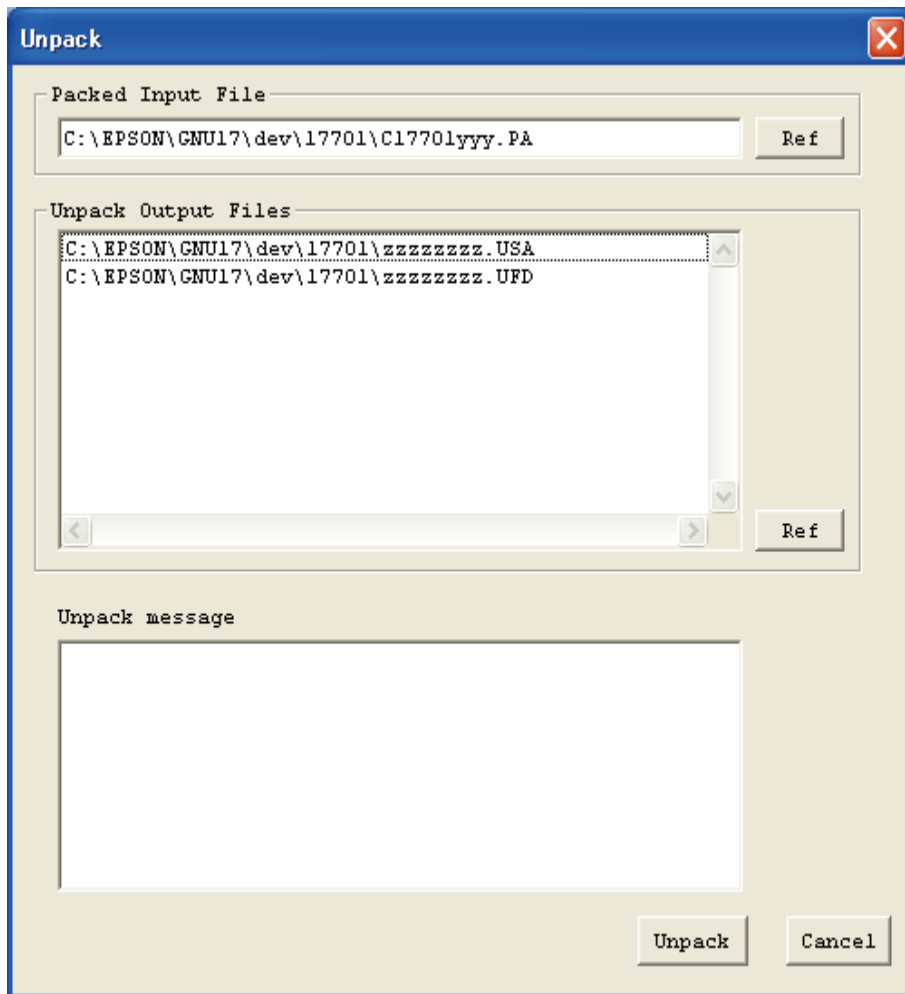 Unpack
Packed Input File
C:\EPSON\GNU17\dev\17701\C17701yyy.PA
Ref
Unpack Output Files
C:\EPSON\GNU17\dev\17701\zzzzzzzz.USA
C:\EPSON\GNU17\dev\17701\zzzzzzzz.UFD
Ref
Unpack message
Unpack
Cancel